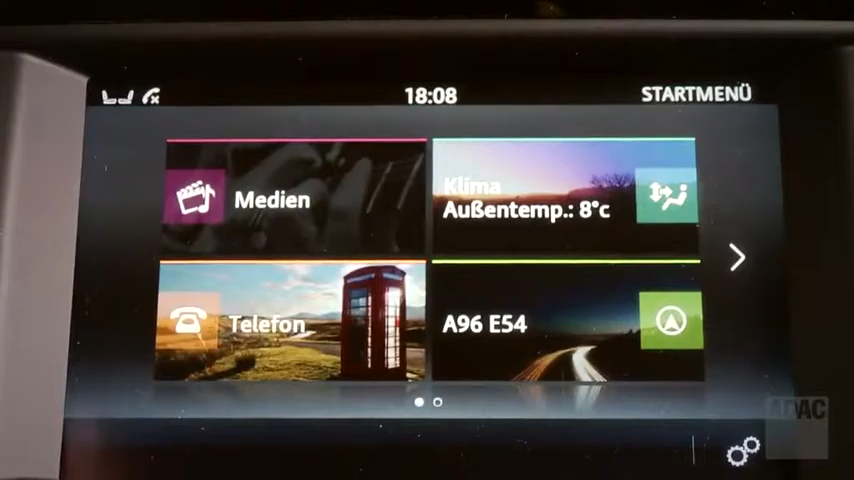 18:08
STARTMENÜ
Medien
Klima
Außentemp.: 8°c
Telefon
A96 E54
ADAC